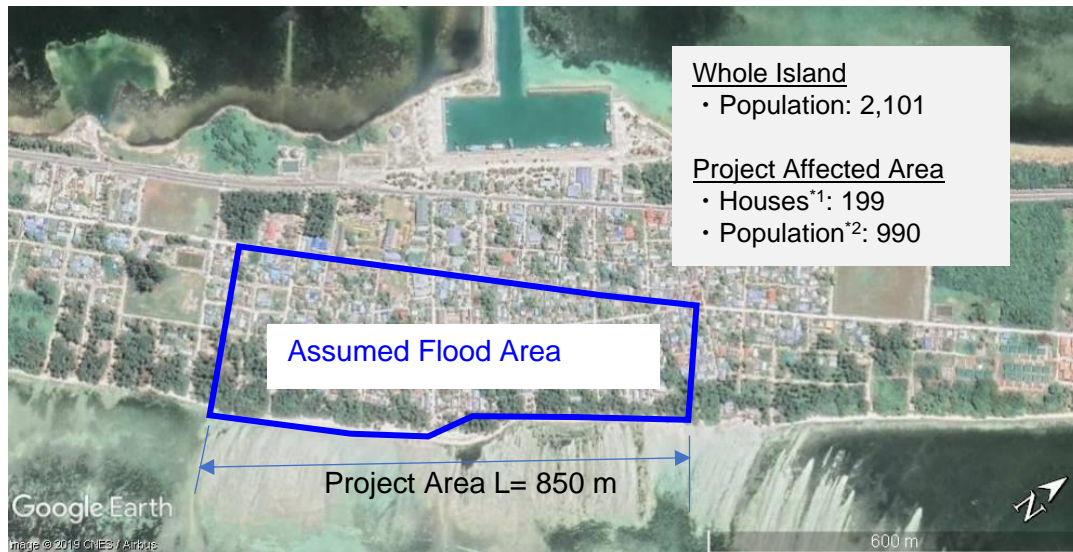 Whole Island
・Population: 2,101
Project Affected Area
・Houses*1: 199
・Population*2: 990
Assumed Flood Area
Project Area L= 850 m
Google Earth
Image © 2019 CNES / Airbus
N
600 m